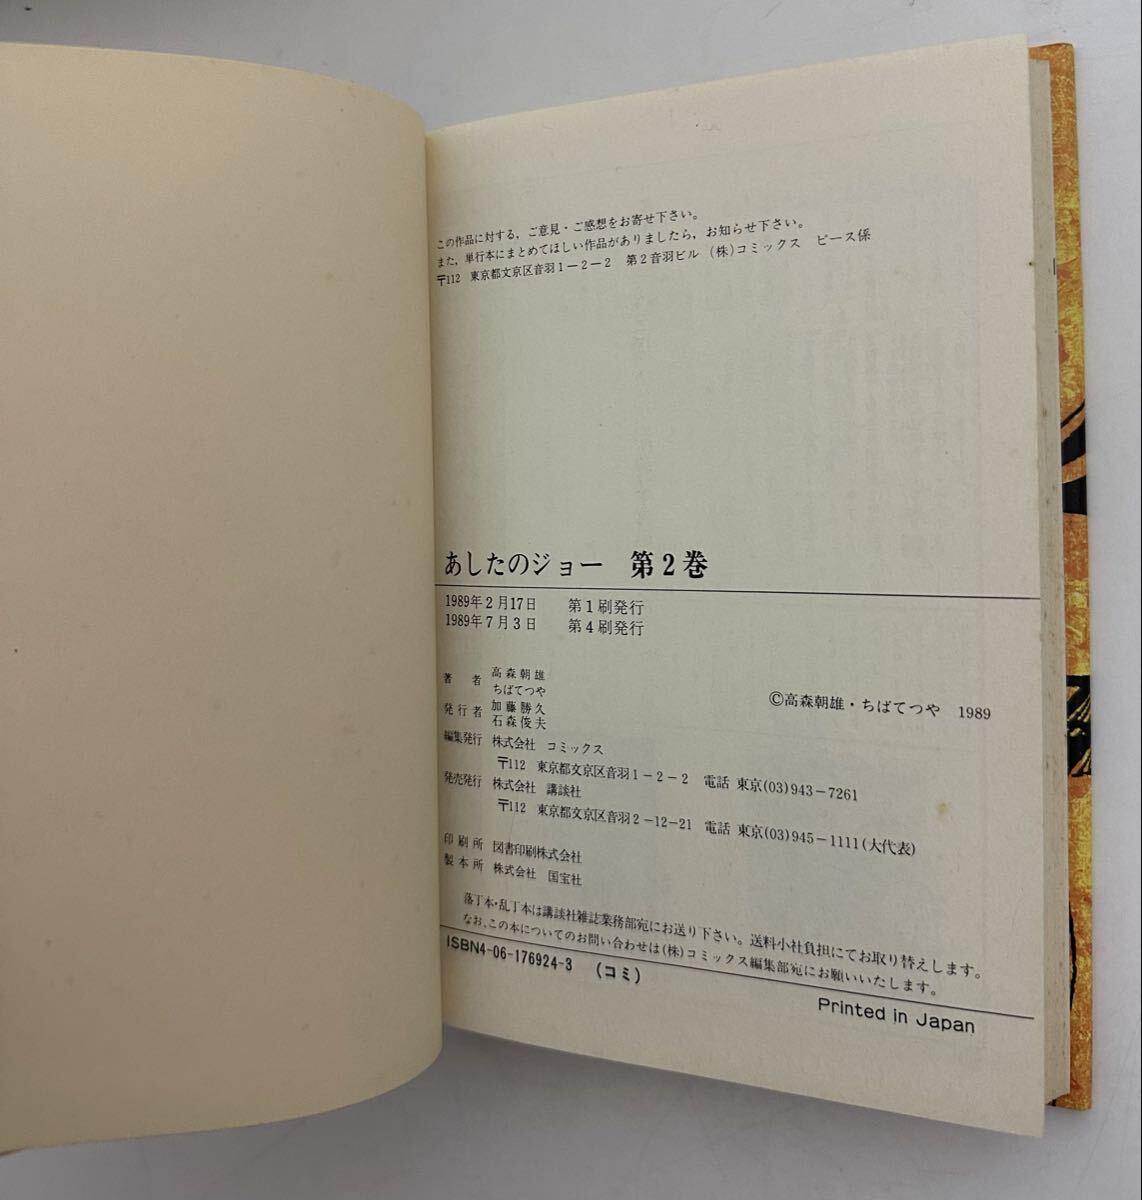 この作品に対する,ご意見・ご感想をお寄せ下さい。
また,単行本にまとめてほしい作品がありましたら,お知らせ下さい。
〒112 東京都文京区音羽1-2-2 第2音羽ビル (株)コミックス ピース係
あしたのジョー 第2巻
1989年2月17日 第1刷発行
1989年7月3日 第4刷発行
著者 高森朝雄
ちばてつや
発行者 加藤勝久
石森俊夫
©高森朝雄・ちばてつや 1989
編集発行 株式会社 コミックス
〒112 東京都文京区音羽1-2-2 電話 東京(03)943-7261
発売発行 株式会社 講談社
〒112 東京都文京区音羽2-12-21 電話 東京(03)945-1111(大代表)
印刷所 図書印刷株式会社
製本所 株式会社 国宝社
落丁本・乱丁本は講談社雑誌業務部宛にお送り下さい。送料小社負担にてお取り替えします。
なお,この本についてのお問い合わせは(株)コミックス編集部宛にお願いいたします。
ISBN4-06-176924-3 (コミ)
Printed in Japan